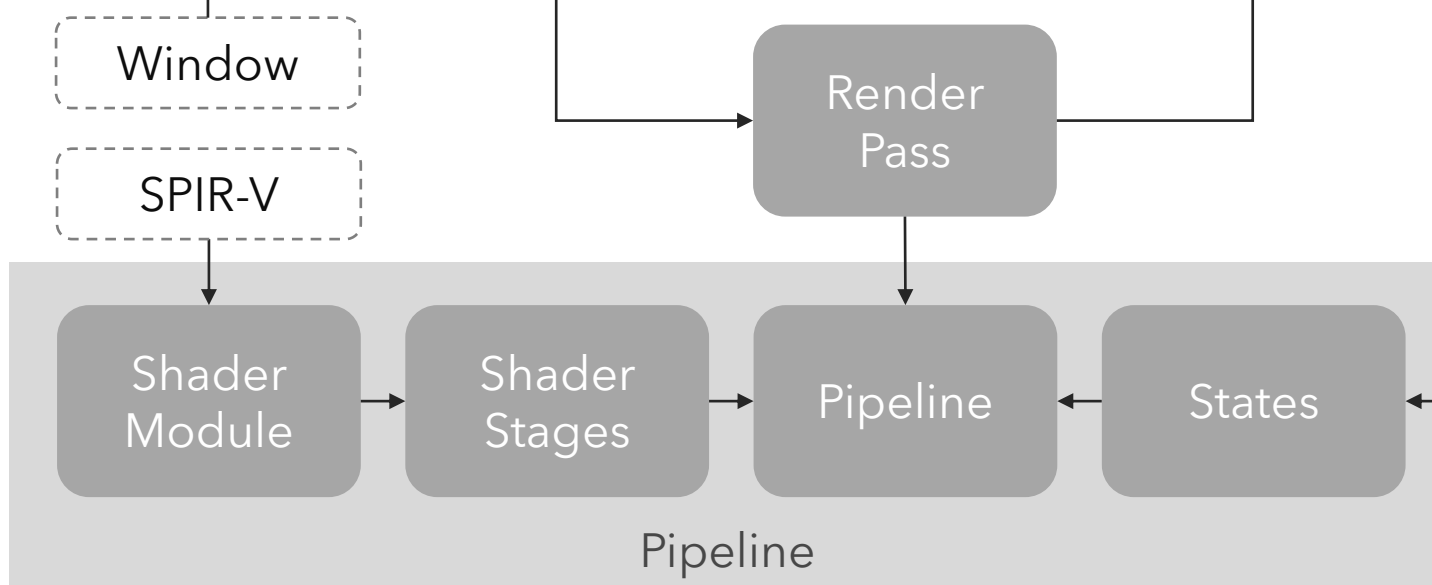 Window
Render
Pass
SPIR-V
Shader
Module
Shader
Stages
Pipeline
States
Pipeline